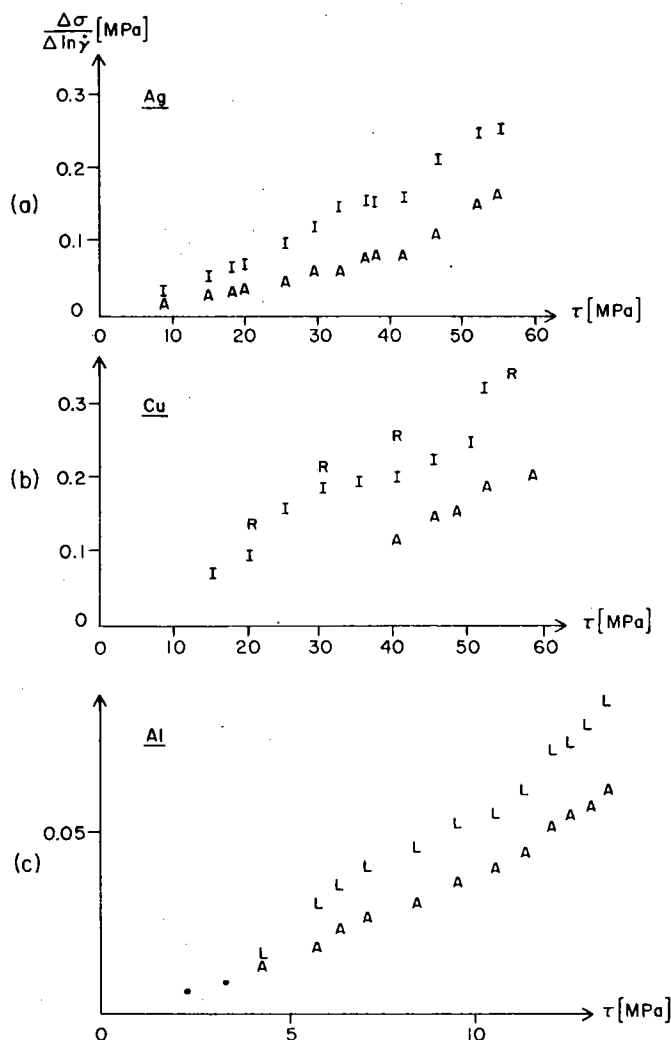 Δσ
Δ ln γ̇ [MPa]
0.3
Ag
I I
0.2
I
(a)
I I I I
A A
0.1
I I
A A A A
I I I I
A A A A A A
0
0 10 20 30 40 50 60 τ [MPa]
R
0.3
Cu
I
R
(b)
0.2
R
I I I I I
A A
R
I
A A A
0.1
I
I
0
10 20 30 40 50 60 τ [MPa]
L
Al
L L L
L
0.05
L L
A A A A
(c)
L L L
A A A
L
A A A
L A
A
0 5 10 τ [MPa]